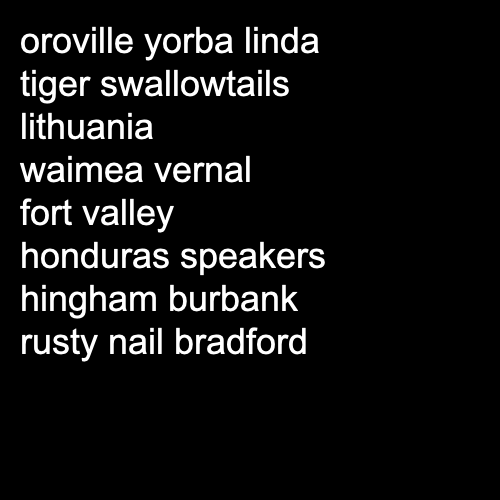 oroville yorba linda
tiger swallowtails
lithuania
waimea vernal
fort valley
honduras speakers
hingham burbank
rusty nail bradford